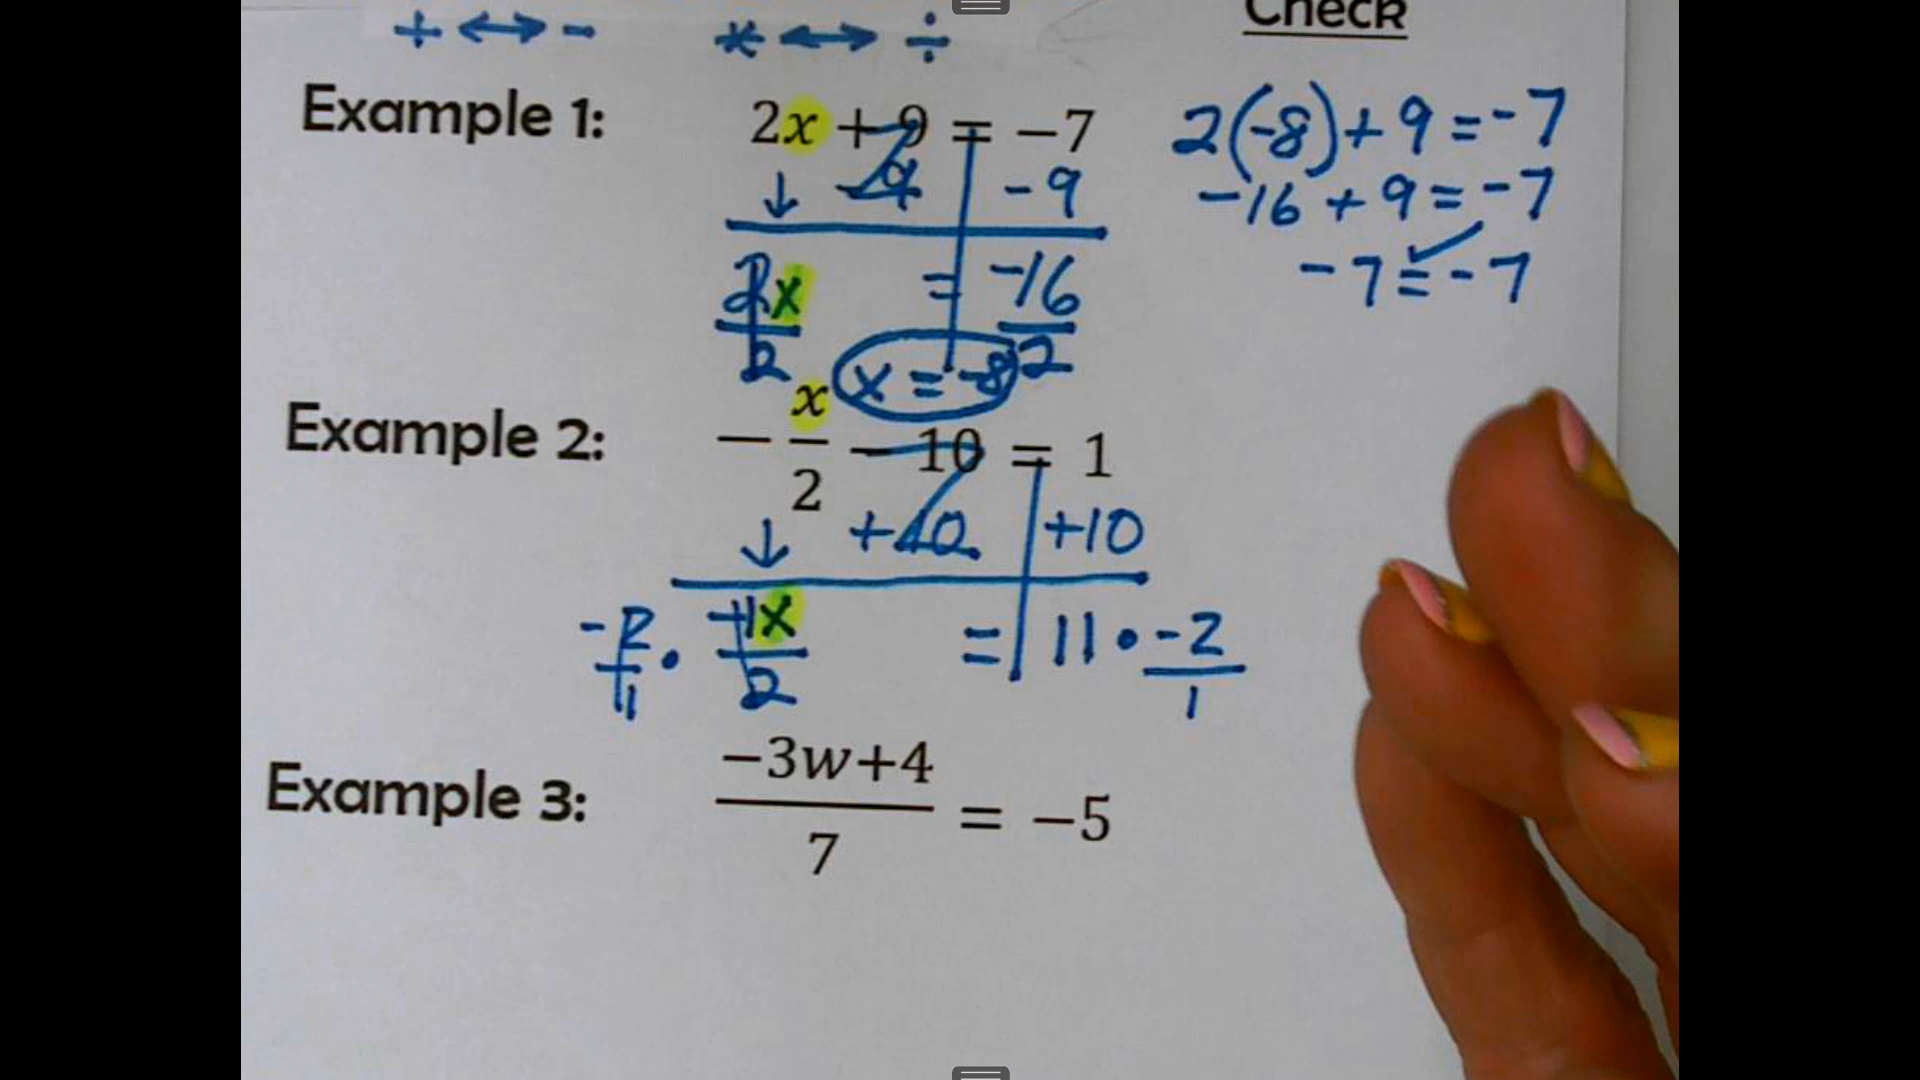 + ↔ - * ↔ ÷ Check
Example 1: 2x + 9 = −7
↓ - 9 - 9
2x/2 = -16/2
x = -8
2(-8) + 9 = -7
-16 + 9 = -7
-7 = -7 ✓
Example 2: − x/2 − 10 = 1
↓ +10 +10
-2/1 • -1x/2 = 11 • -2/1
Example 3: −3w+4/7 = −5